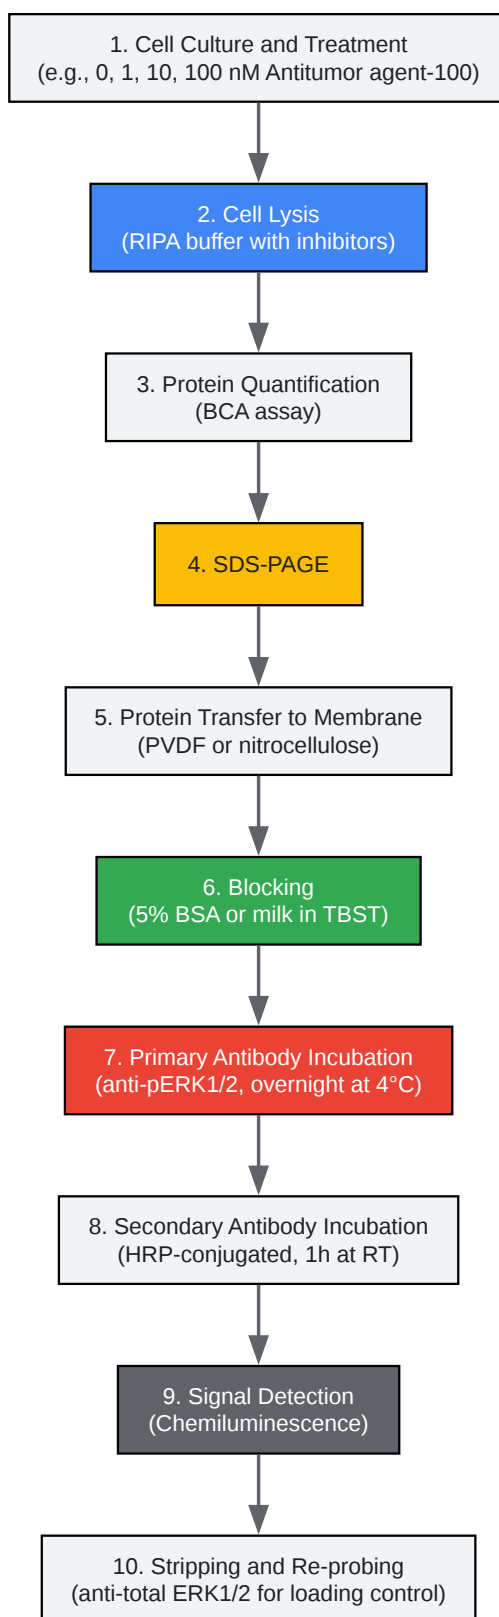 1. Cell Culture and Treatment
(e.g., 0, 1, 10, 100 nM Antitumor agent-100)
2. Cell Lysis
(RIPA buffer with inhibitors)
3. Protein Quantification
(BCA assay)
4. SDS-PAGE
5. Protein Transfer to Membrane
(PVDF or nitrocellulose)
6. Blocking
(5% BSA or milk in TBST)
7. Primary Antibody Incubation
(anti-pERK1/2, overnight at 4°C)
8. Secondary Antibody Incubation
(HRP-conjugated, 1h at RT)
9. Signal Detection
(Chemiluminescence)
10. Stripping and Re-probing
(anti-total ERK1/2 for loading control)